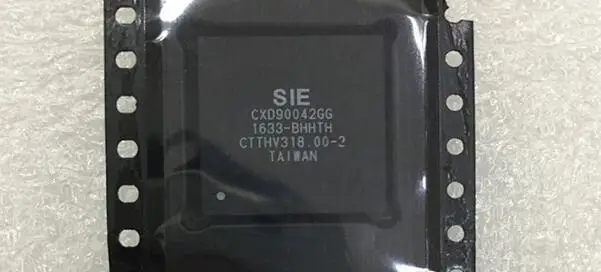 SIE
CXD90042GG
1633-BHHTH
CTTHV318.00-2
TAIWAN